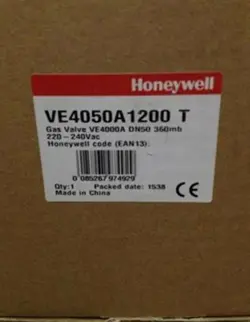 Honeywell
VE4050A1200 T
Gas Valve VE4000A DN50 360mb
220-240Vac
Honeywell code (EAN13):
0 085267 974929
Qty:1 Packed date: 1538
Made in China
CE